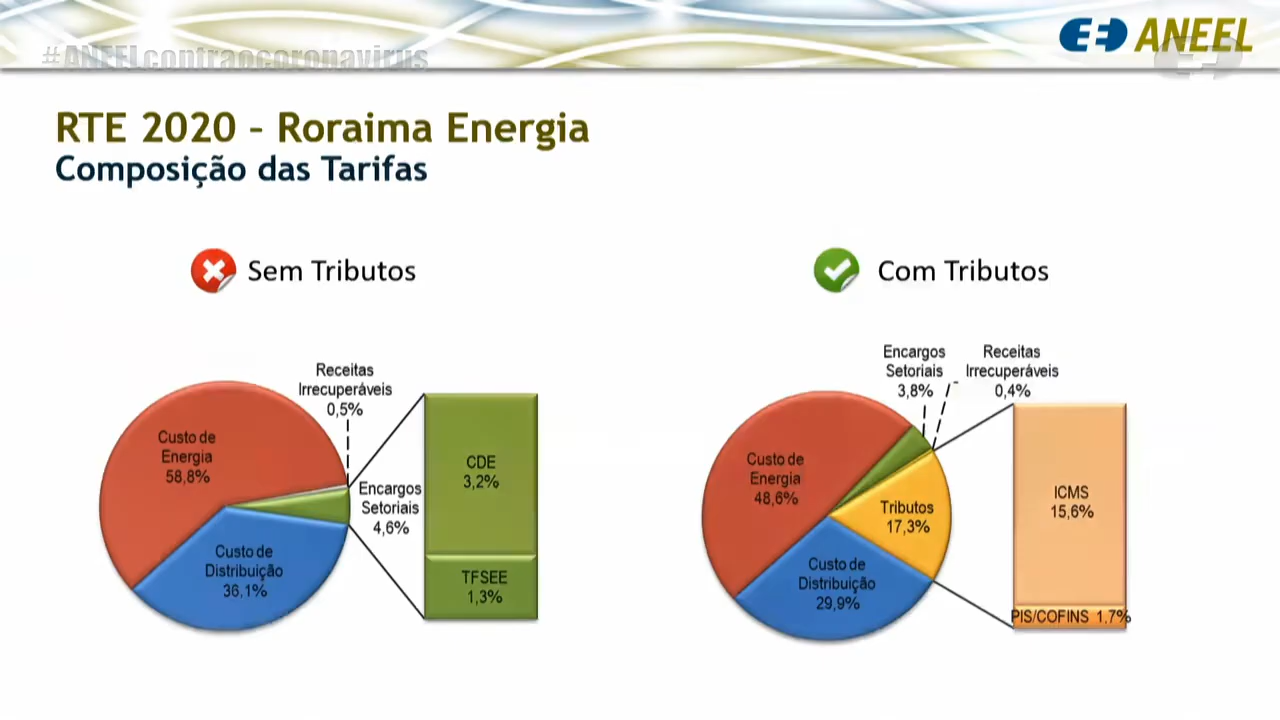 #ANEELcontraocoronavirus
ANEEL
RTE 2020 – Roraima Energia
Composição das Tarifas
Sem Tributos
Receitas
Irrecuperáveis
0,5%
Custo de
Energia
58,8%
Encargos
Setoriais
4,6%
Custo de
Distribuição
36,1%
CDE
3,2%
TFSEE
1,3%
Com Tributos
Encargos
Setoriais
3,8%
Receitas
Irrecuperáveis
0,4%
Custo de
Energia
48,6%
Tributos
17,3%
Custo de
Distribuição
29,9%
ICMS
15,6%
PIS/COFINS 1,7%